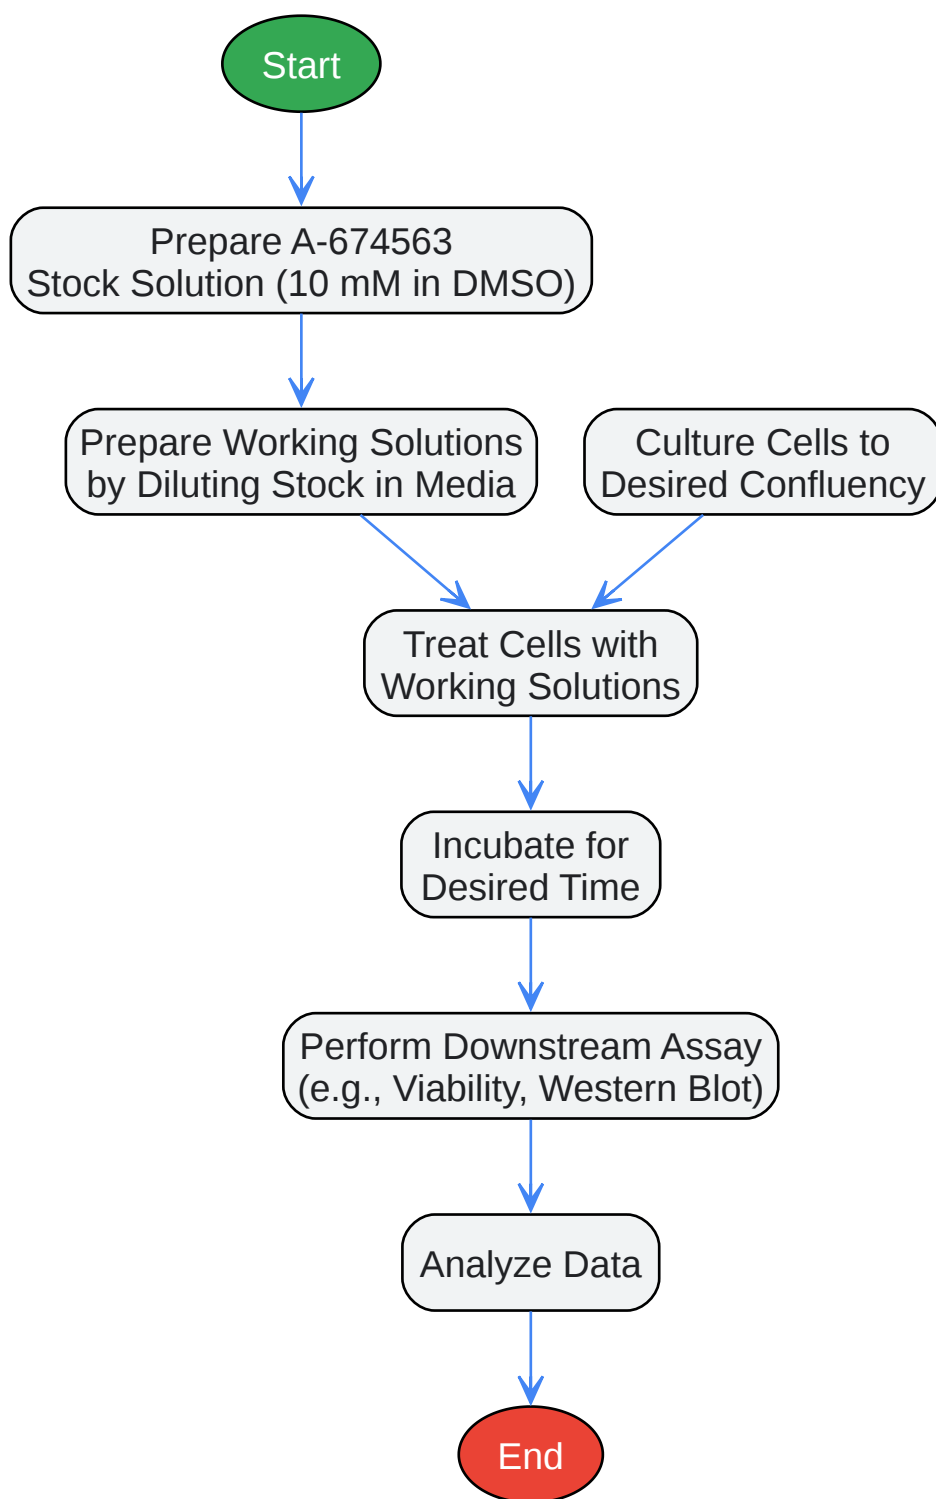 Start
Prepare A-674563
Stock Solution (10 mM in DMSO)
Prepare Working Solutions
by Diluting Stock in Media
Culture Cells to
Desired Confluency
Treat Cells with
Working Solutions
Incubate for
Desired Time
Perform Downstream Assay
(e.g., Viability, Western Blot)
Analyze Data
End